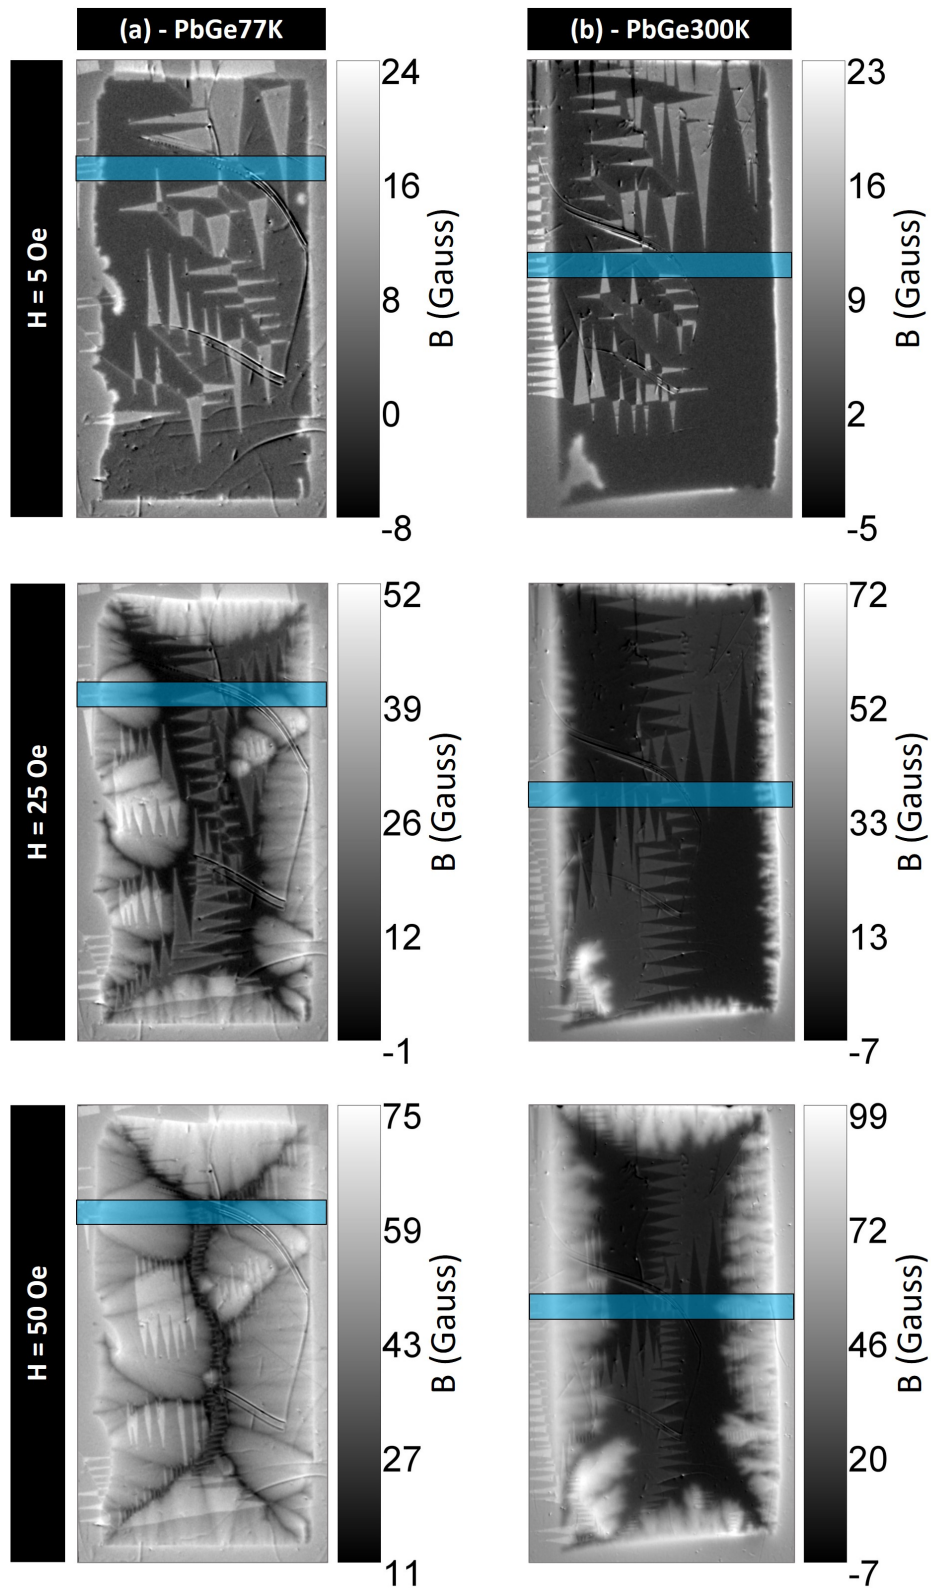 (a) - PbGe77K
(b) - PbGe300K
H = 5 Oe
24
16
8
0
-8
B (Gauss)
23
16
9
2
-5
B (Gauss)
H = 25 Oe
52
39
26
12
-1
B (Gauss)
72
52
33
13
-7
B (Gauss)
H = 50 Oe
75
59
43
27
11
B (Gauss)
99
72
46
20
-7
B (Gauss)